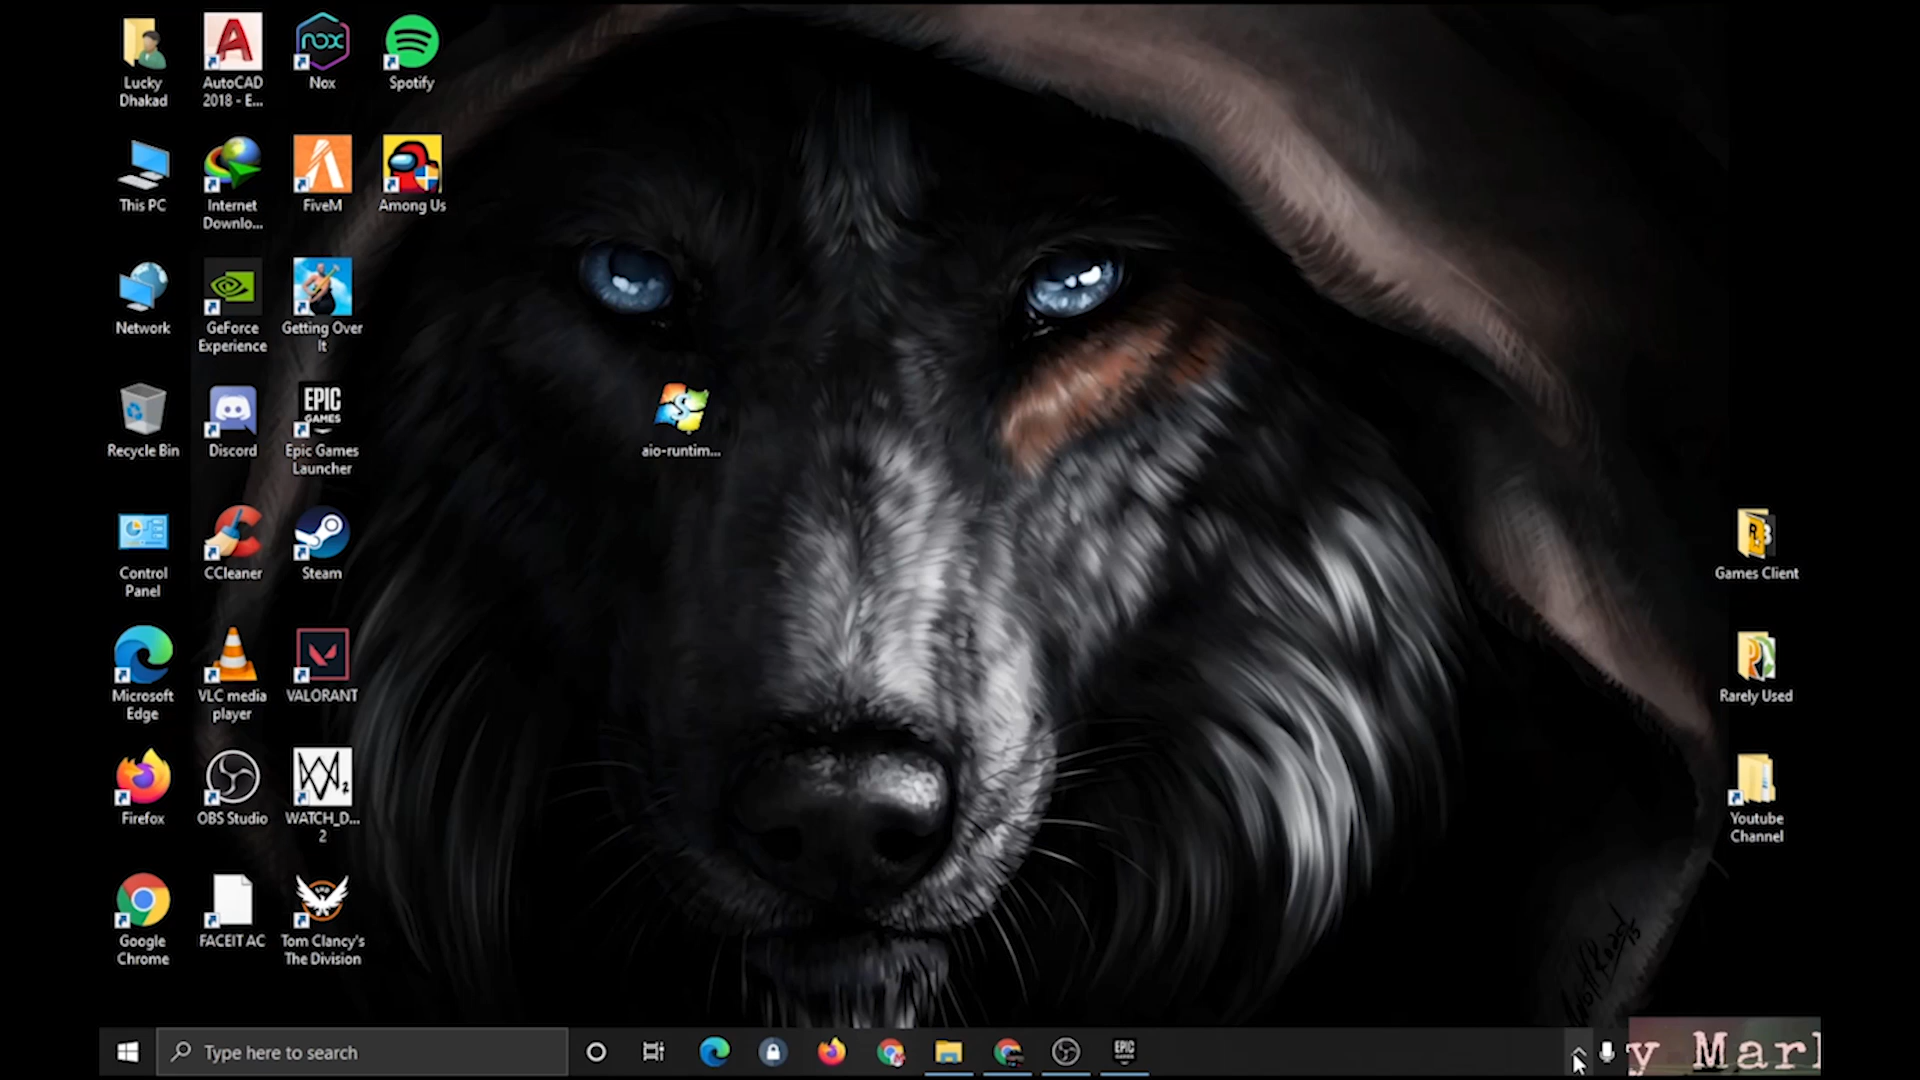 Lucky
Dhakad
AutoCAD
2018 - E...
nox
Nox
Spotify
This PC
Internet
Downlo...
FiveM
Among Us
Network
GeForce
Experience
Getting Over
It
Recycle Bin
Discord
EPIC
GAMES
Epic Games
Launcher
aio-runtim...
Control
Panel
CCleaner
Steam
Games Client
Microsoft
Edge
VLC media
player
VALORANT
Rarely Used
Firefox
OBS Studio
WATCH_D...
2
Youtube
Channel
Google
Chrome
FACEIT AC
Tom Clancy's
The Division
Type here to search
EPIC
GAMES
y Marl